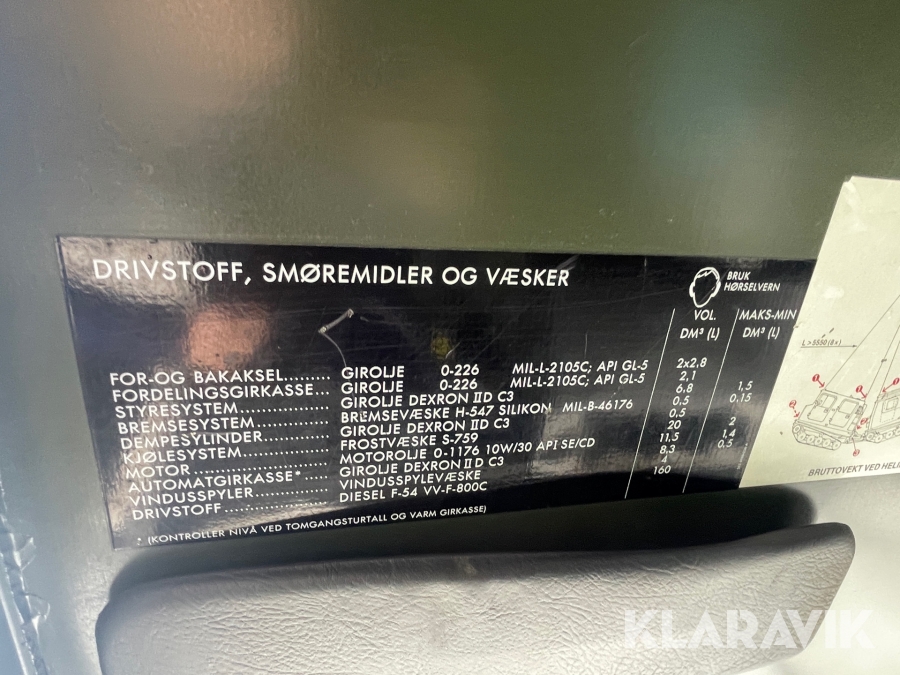 DRIVSTOFF, SMØREMIDLER OG VÆSKER
BRUK
HØRSELVERN
VOL. MAKS-MIN
DM³ (L) DM³ (L)
FOR-OG BAKAKSEL........ GIROLJE O-226 MIL-L-2105C; API GL-5 2x2,8
FORDELINGSGIRKASSE... GIROLJE O-226 MIL-L-2105C; API GL-5 2,1
STYRESYSTEM............... GIROLJE DEXRON IID C3 6,8 1,5
BREMSESYSTEM............. BREMSEVÆSKE H-547 SILIKON MIL-B-46176 0,5 0,15
DEMPESYLINDER............ GIROLJE DEXRON IID C3 0,5
KJØLESYSTEM............... FROSTVÆSKE S-759 20 2
MOTOR........................ MOTOROLJE O-1176 10W/30 API SE/CD 11,5 1,4
AUTOMATGIRKASSE*..... GIROLJE DEXRON II D C3 8,3 0,5
VINDUSSPYLER.............. VINDUSSPYLEVÆSKE 4
DRIVSTOFF.................... DIESEL F-54 VV-F-800C 160
* (KONTROLLER NIVÅ VED TOMGANGSTURTALL OG VARM GIRKASSE)
L>5550(8x)
BRUTTOVEKT VED HELI
KLARAVIK